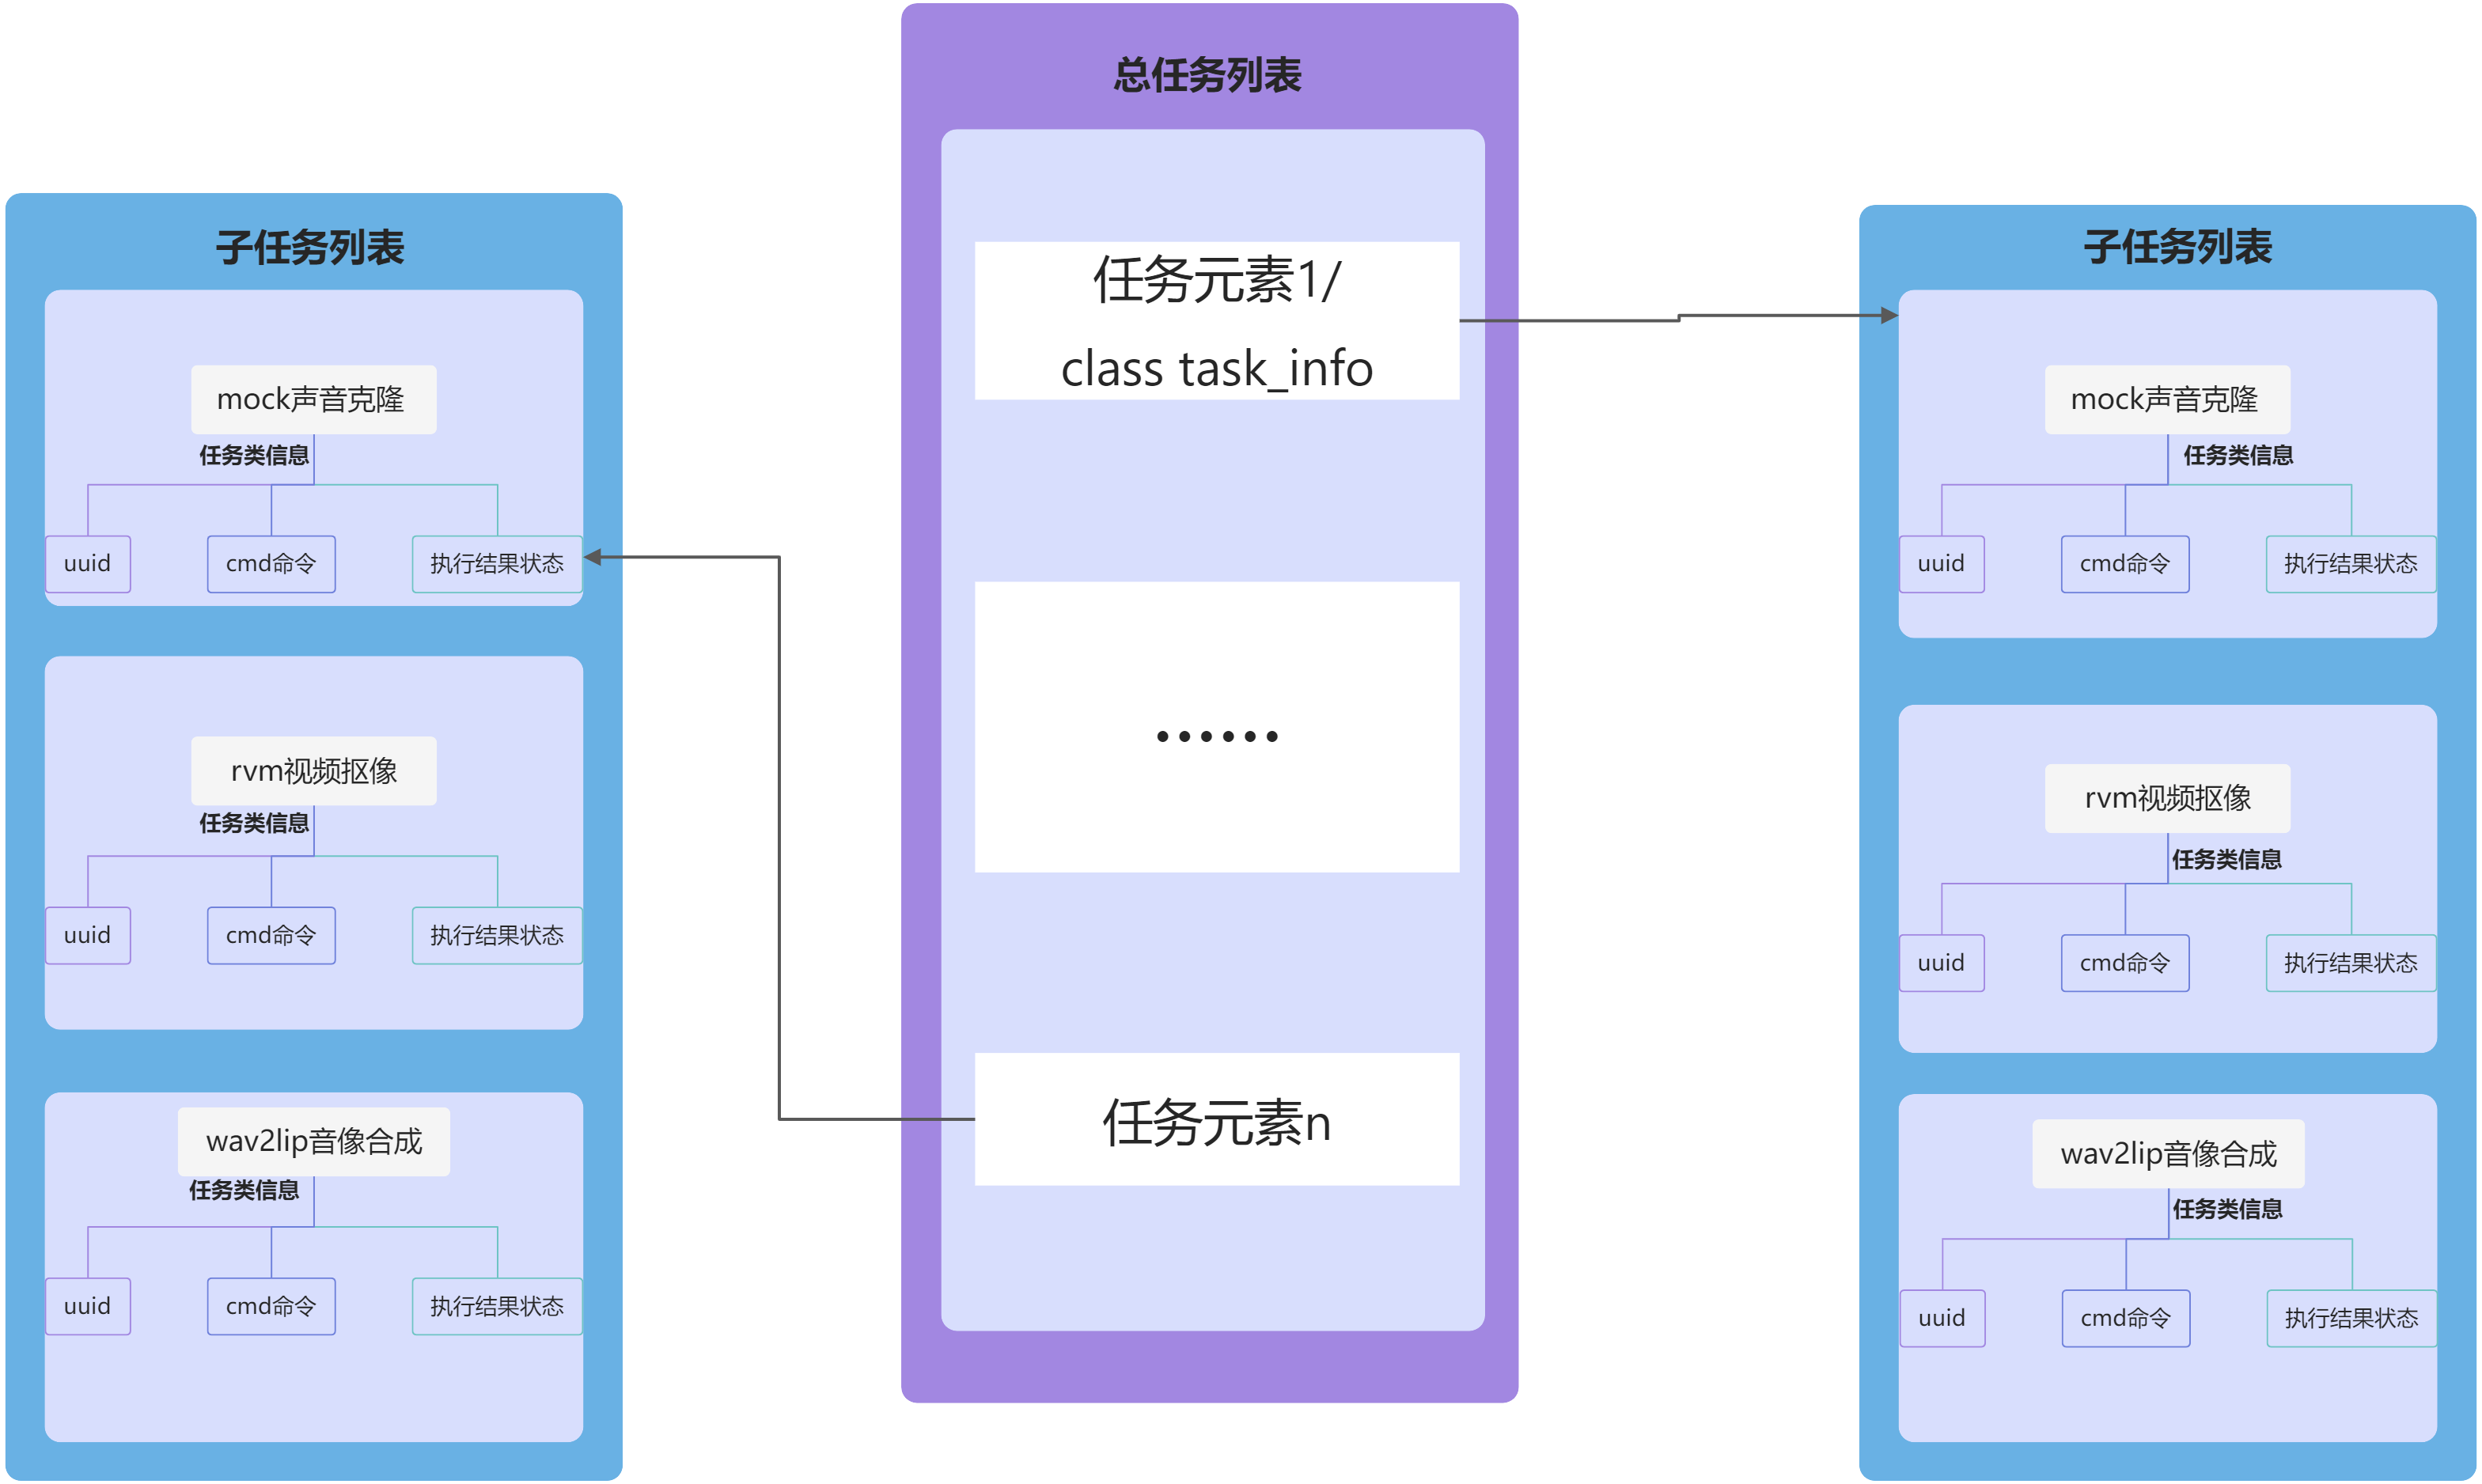 总任务列表
任务元素1/
class task_info
······
任务元素n
子任务列表
mock声音克隆
任务类信息
uuid
cmd命令
执行结果状态
rvm视频抠像
任务类信息
uuid
cmd命令
执行结果状态
wav2lip音像合成
任务类信息
uuid
cmd命令
执行结果状态
子任务列表
mock声音克隆
任务类信息
uuid
cmd命令
执行结果状态
rvm视频抠像
任务类信息
uuid
cmd命令
执行结果状态
wav2lip音像合成
任务类信息
uuid
cmd命令
执行结果状态